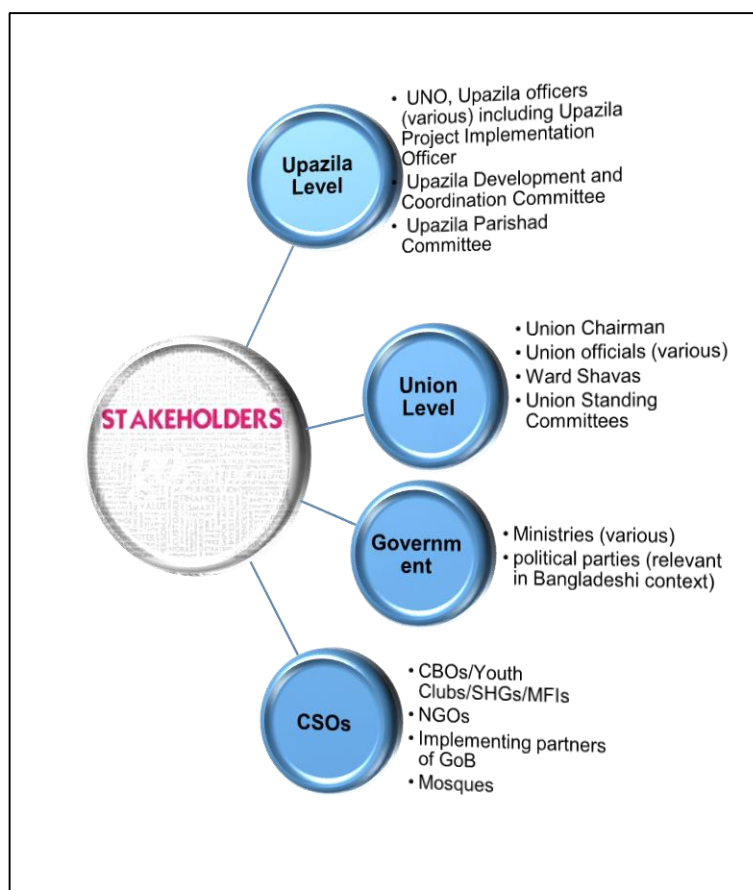 • UNO, Upazila officers
(various) including Upazila
Project Implementation
Officer
• Upazila Development and
Coordination Committee
• Upazila Parishad
Committee
Upazila
Level
• Union Chairman
• Union officials (various)
• Ward Shavas
• Union Standing
Committees
Union
Level
STAKEHOLDERS
Governm
ent
• Ministries (various)
• political parties (relevant
in Bangladeshi context)
CSOs
• CBOs/Youth
Clubs/SHGs/MFIs
• NGOs
• Implementing partners
of GoB
• Mosques